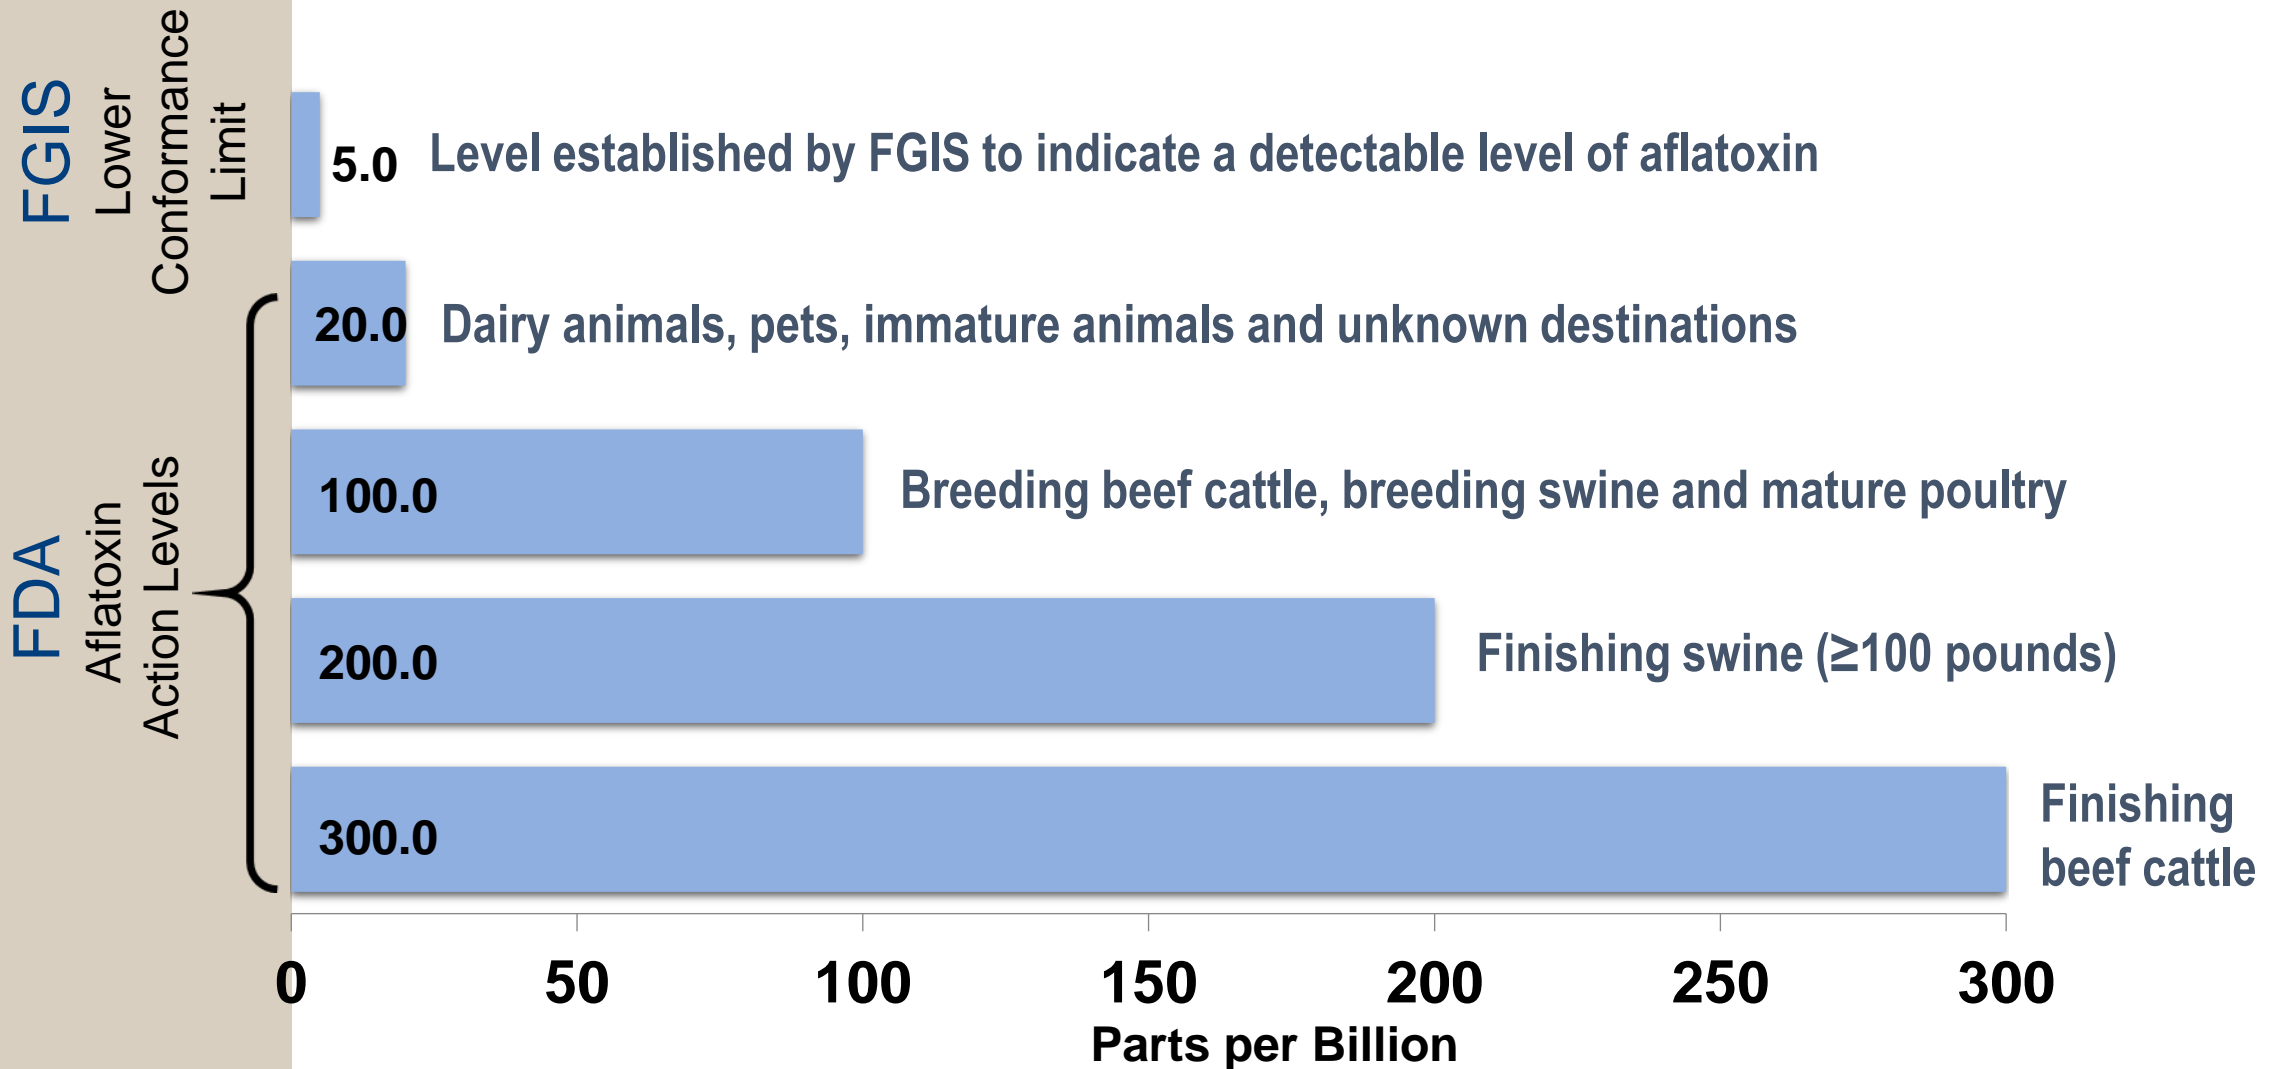 FGIS
Lower
Conformance
Limit
5.0
Level established by FGIS to indicate a detectable level of aflatoxin
FDA
Aflatoxin
Action Levels
20.0
Dairy animals, pets, immature animals and unknown destinations
100.0
Breeding beef cattle, breeding swine and mature poultry
200.0
Finishing swine (≥100 pounds)
300.0
Finishing
beef cattle
0 50 100 150 200 250 300
Parts per Billion